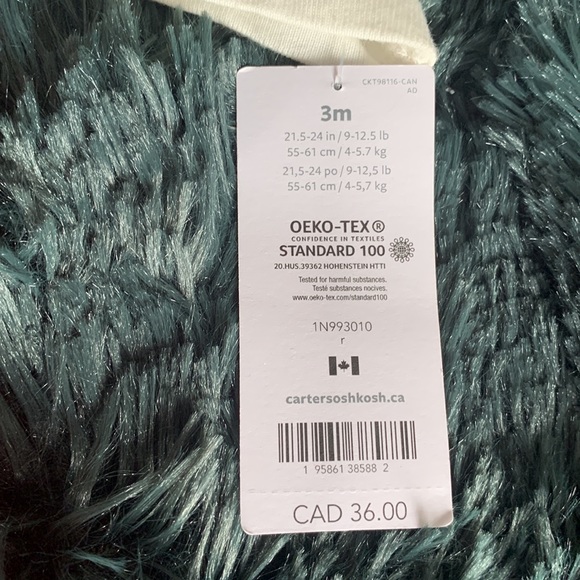 CKT98116-CAN
AD
3m
21.5-24 in / 9-12.5 lb
55-61 cm / 4-5.7 kg
21,5-24 po / 9-12,5 lb
55-61 cm / 4-5,7 kg
OEKO-TEX®
CONFIDENCE IN TEXTILES
STANDARD 100
20.HUS.39362 HOHENSTEIN HTTI
Tested for harmful substances.
Testé substances nocives.
www.oeko-tex.com/standard100
1N993010
r
cartersoshkosh.ca
1 95861 38588 2
CAD 36.00